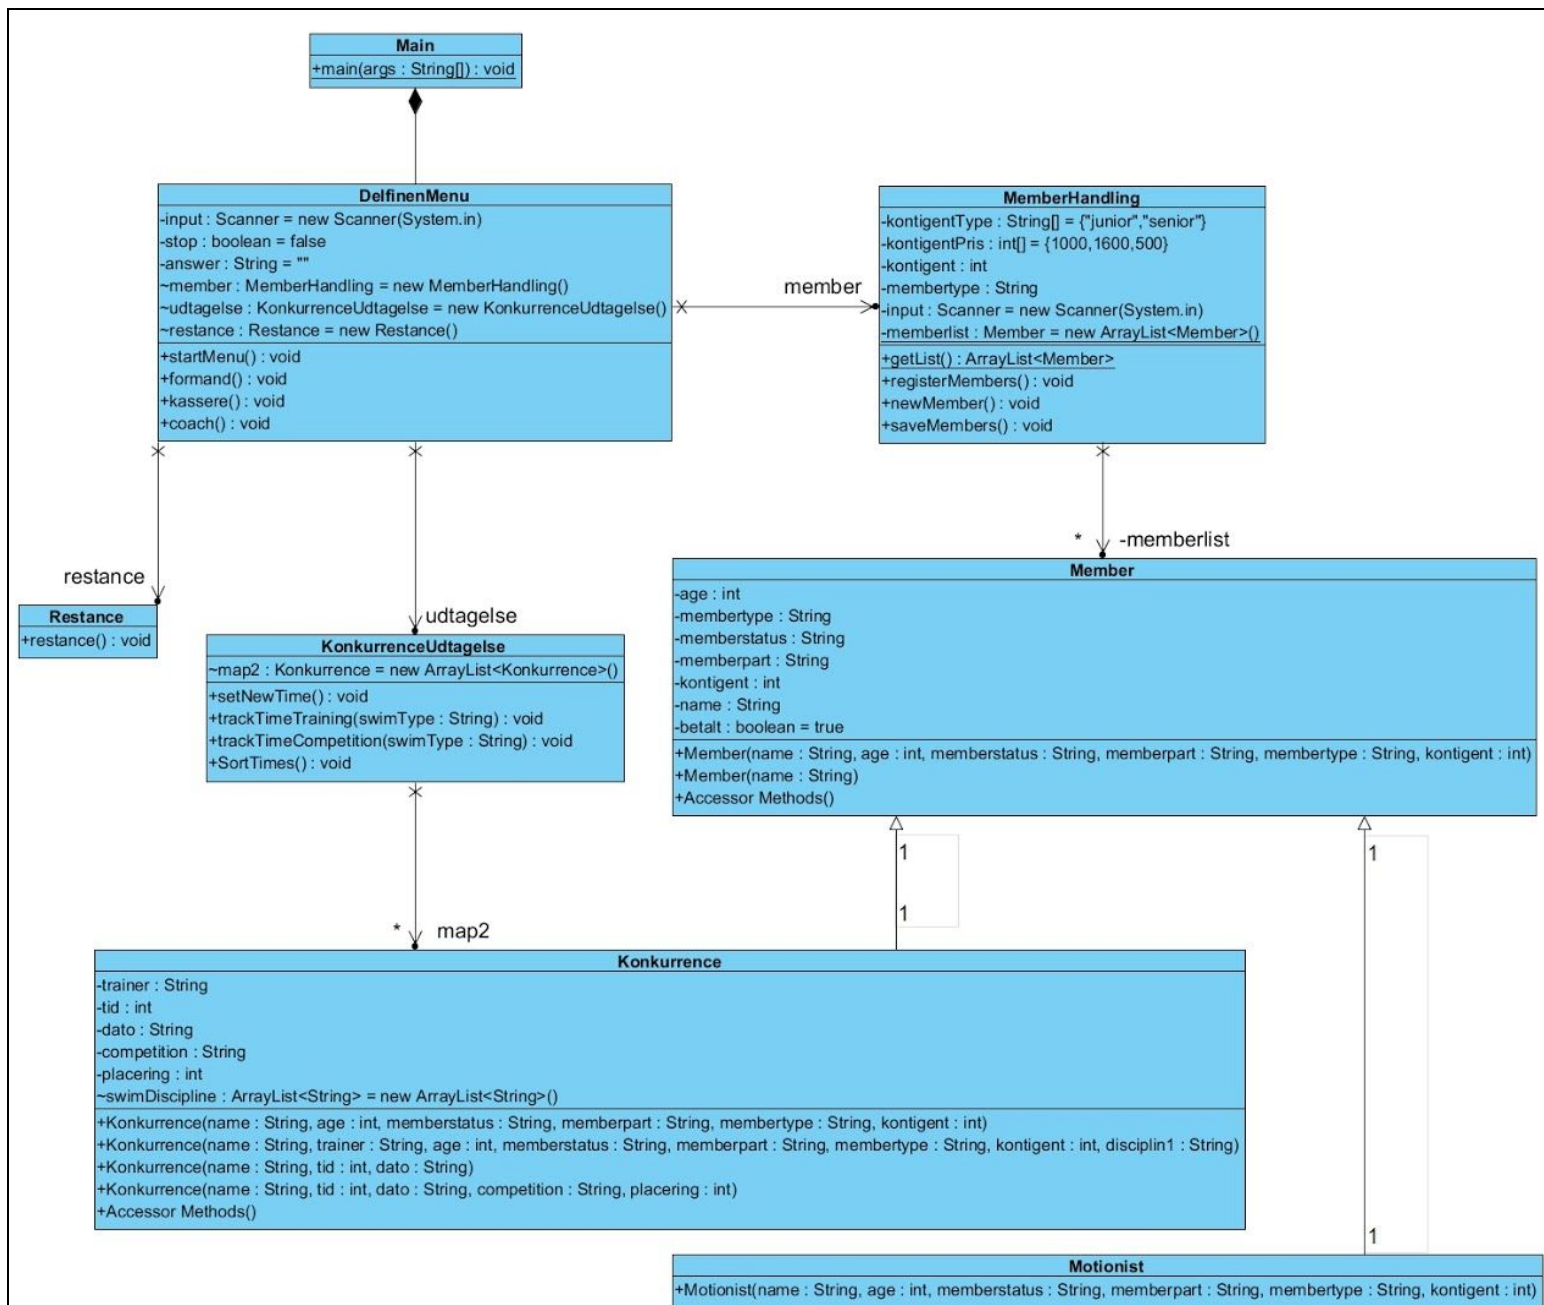 Main
+main(args : String[]) : void
DelfinenMenu
-input : Scanner = new Scanner(System.in)
-stop : boolean = false
-answer : String = ""
~member : MemberHandling = new MemberHandling()
~udtagelse : KonkurrenceUdtagelse = new KonkurrenceUdtagelse()
~restance : Restance = new Restance()
+startMenu() : void
+formand() : void
+kassere() : void
+coach() : void
member
MemberHandling
-kontigentType : String[] = {"junior","senior"}
-kontigentPris : int[] = {1000,1600,500}
-kontigent : int
-membertype : String
-input : Scanner = new Scanner(System.in)
-memberlist : Member = new ArrayList<Member>()
+getList() : ArrayList<Member>
+registerMembers() : void
+newMember() : void
+saveMembers() : void
* -memberlist
restance
Restance
+restance() : void
udtagelse
KonkurrenceUdtagelse
~map2 : Konkurrence = new ArrayList<Konkurrence>()
+setNewTime() : void
+trackTimeTraining(swimType : String) : void
+trackTimeCompetition(swimType : String) : void
+SortTimes() : void
Member
-age : int
-membertype : String
-memberstatus : String
-memberpart : String
-kontigent : int
-name : String
-betalt : boolean = true
+Member(name : String, age : int, memberstatus : String, memberpart : String, membertype : String, kontigent : int)
+Member(name : String)
+Accessor Methods()
1
1
1
1
* map2
Konkurrence
-trainer : String
-tid : int
-dato : String
-competition : String
-placering : int
~swimDiscipline : ArrayList<String> = new ArrayList<String>()
+Konkurrence(name : String, age : int, memberstatus : String, memberpart : String, membertype : String, kontigent : int)
+Konkurrence(name : String, trainer : String, age : int, memberstatus : String, memberpart : String, membertype : String, kontigent : int, disciplin1 : String)
+Konkurrence(name : String, tid : int, dato : String)
+Konkurrence(name : String, tid : int, dato : String, competition : String, placering : int)
+Accessor Methods()
Motionist
+Motionist(name : String, age : int, memberstatus : String, memberpart : String, membertype : String, kontigent : int)